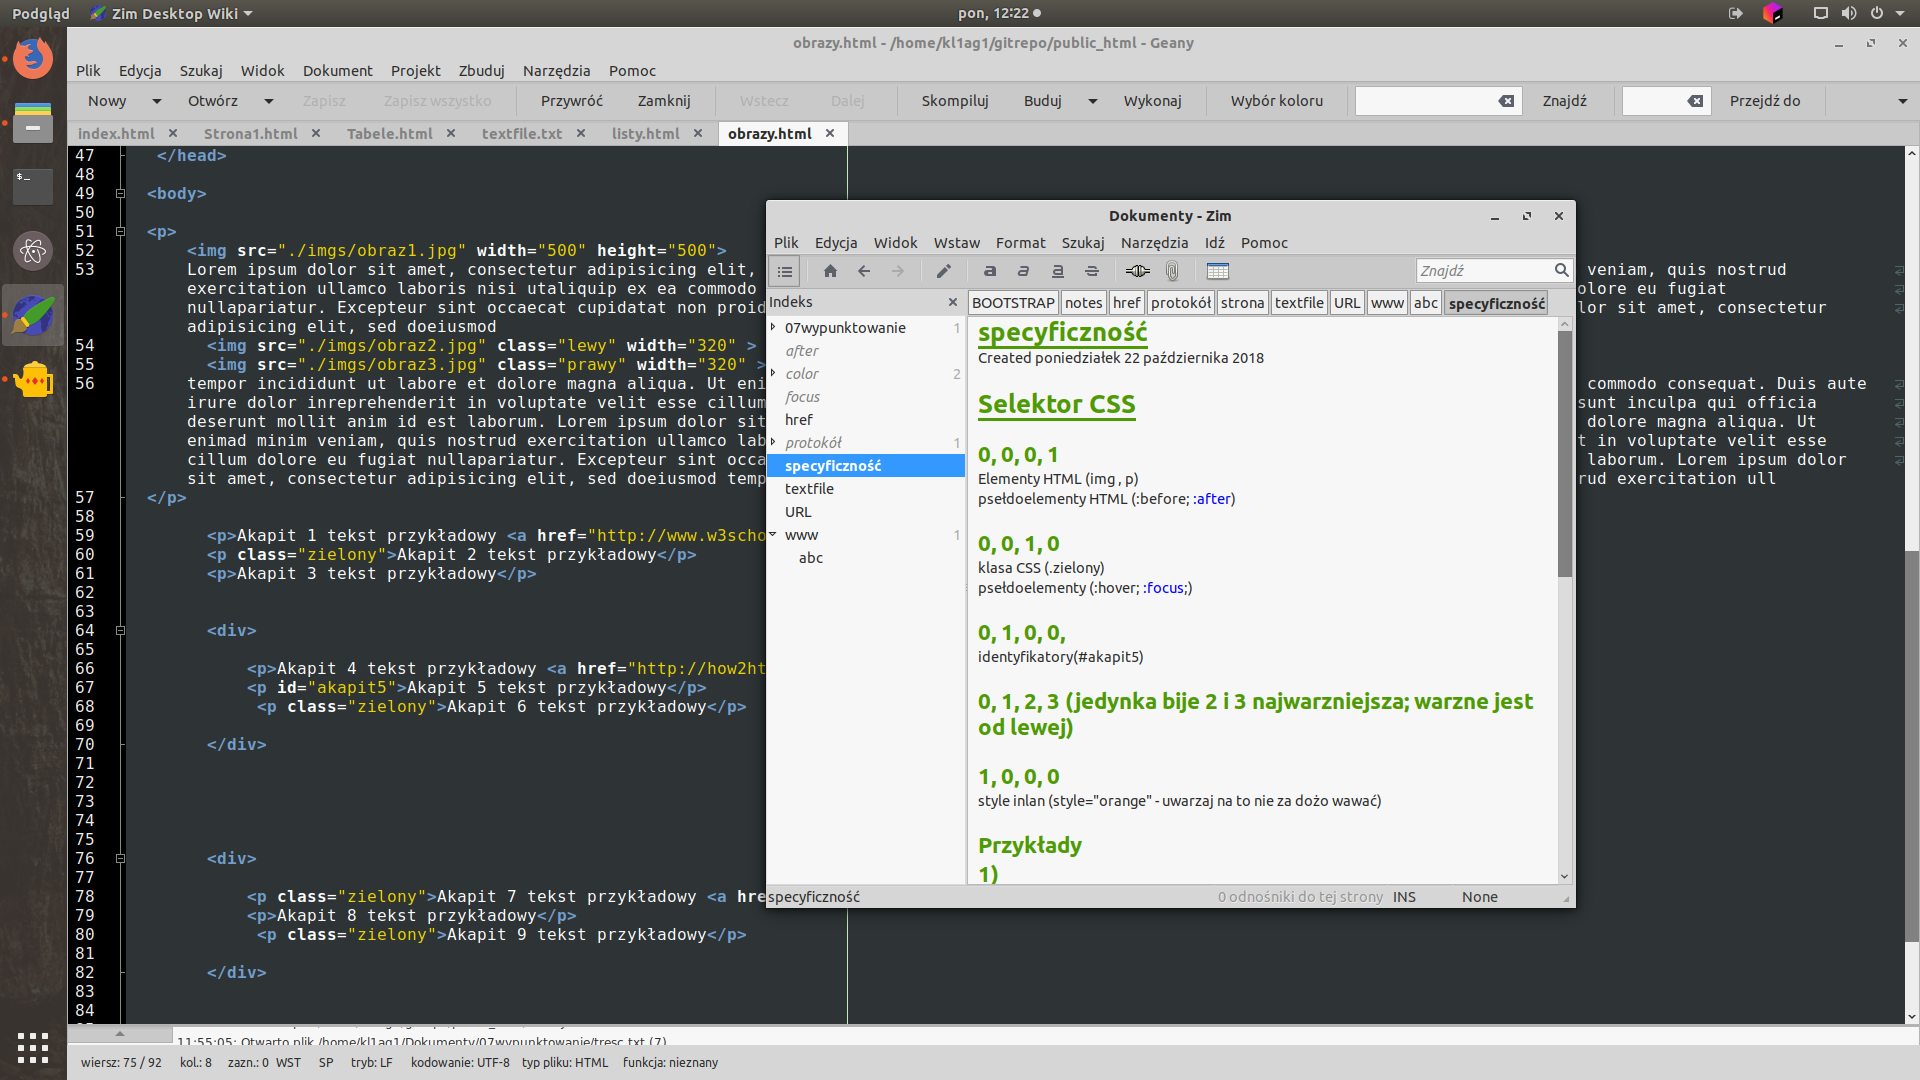 Podgląd Zim Desktop Wiki pon, 12:22
obrazy.html - /home/kl1ag1/gitrepo/public_html - Geany
Plik Edycja Szukaj Widok Dokument Projekt Zbuduj Narzędzia Pomoc
Nowy Otwórz Zapisz Zapisz wszystko Przywróć Zamknij Wstecz Dalej Skompiluj Buduj Wykonaj Wybór koloru Znajdź Przejdź do
index.html Strona1.html Tabele.html textfile.txt listy.html obrazy.html
47 </head>
48
49 <body>
50
51 <p>
52 <img src="./imgs/obraz1.jpg" width="500" height="500">
53 Lorem ipsum dolor sit amet, consectetur adipisicing elit, veniam, quis nostrud
exercitation ullamco laboris nisi utaliquip ex ea commodo olore eu fugiat
nullapariatur. Excepteur sint occaecat cupidatat non proid lor sit amet, consectetur
adipisicing elit, sed doeiusmod
54 <img src="./imgs/obraz2.jpg" class="lewy" width="320" >
55 <img src="./imgs/obraz3.jpg" class="prawy" width="320" >
56 tempor incididunt ut labore et dolore magna aliqua. Ut eni commodo consequat. Duis aute
irure dolor inreprehenderit in voluptate velit esse cillum sunt inculpa qui officia
deserunt mollit anim id est laborum. Lorem ipsum dolor sit dolore magna aliqua. Ut
enimad minim veniam, quis nostrud exercitation ullamco lab t in voluptate velit esse
cillum dolore eu fugiat nullapariatur. Excepteur sint occa laborum. Lorem ipsum dolor
sit amet, consectetur adipisicing elit, sed doeiusmod temp rud exercitation ull
57 </p>
58
59 <p>Akapit 1 tekst przykładowy <a href="http://www.w3scho
60 <p class="zielony">Akapit 2 tekst przykładowy</p>
61 <p>Akapit 3 tekst przykładowy</p>
62
63
64 <div>
65
66 <p>Akapit 4 tekst przykładowy <a href="http://how2ht
67 <p id="akapit5">Akapit 5 tekst przykładowy</p>
68 <p class="zielony">Akapit 6 tekst przykładowy</p>
69
70 </div>
71
72
73
74
75
76 <div>
77
78 <p class="zielony">Akapit 7 tekst przykładowy <a hre
79 <p>Akapit 8 tekst przykładowy</p>
80 <p class="zielony">Akapit 9 tekst przykładowy</p>
81
82 </div>
83
84
11:55:05: Otwarto plik /home/kl1ag1/Dokumenty/07wypunktowanie/tresc.txt (7)
wiersz: 75 / 92 kol.: 8 zazn.: 0 WST SP tryb: LF kodowanie: UTF-8 typ pliku: HTML funkcja: nieznany
Dokumenty - Zim
Plik Edycja Widok Wstaw Format Szukaj Narzędzia Idź Pomoc
Znajdź
Indeks
07wypunktowanie 1
after
color 2
focus
href
protokół 1
specyficzność
textfile
URL
www 1
abc
BOOTSTRAP notes href protokół strona textfile URL www abc specyficzność
specyficzność
Created poniedziałek 22 października 2018
Selektor CSS
0, 0, 0, 1
Elementy HTML (img , p)
psełdoelementy HTML (:before; :after)
0, 0, 1, 0
klasa CSS (.zielony)
psełdoelementy (:hover; :focus;)
0, 1, 0, 0,
identyfikatory(#akapit5)
0, 1, 2, 3 (jedynka bije 2 i 3 najwarzniejsza; warzne jest
od lewej)
1, 0, 0, 0
style inlan (style="orange" - uwarzaj na to nie za dożo wawać)
Przykłady
1)
specyficzność 0 odnośniki do tej strony INS None